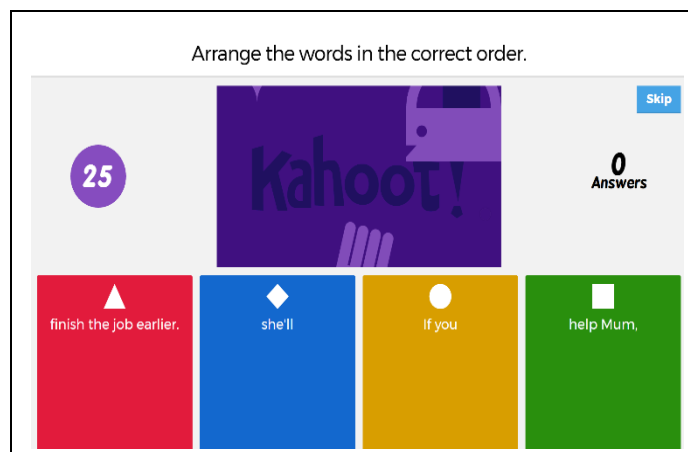 Arrange the words in the correct order.
Skip
25
Kahoot!
0
Answers
finish the job earlier.
she'll
If you
help Mum,